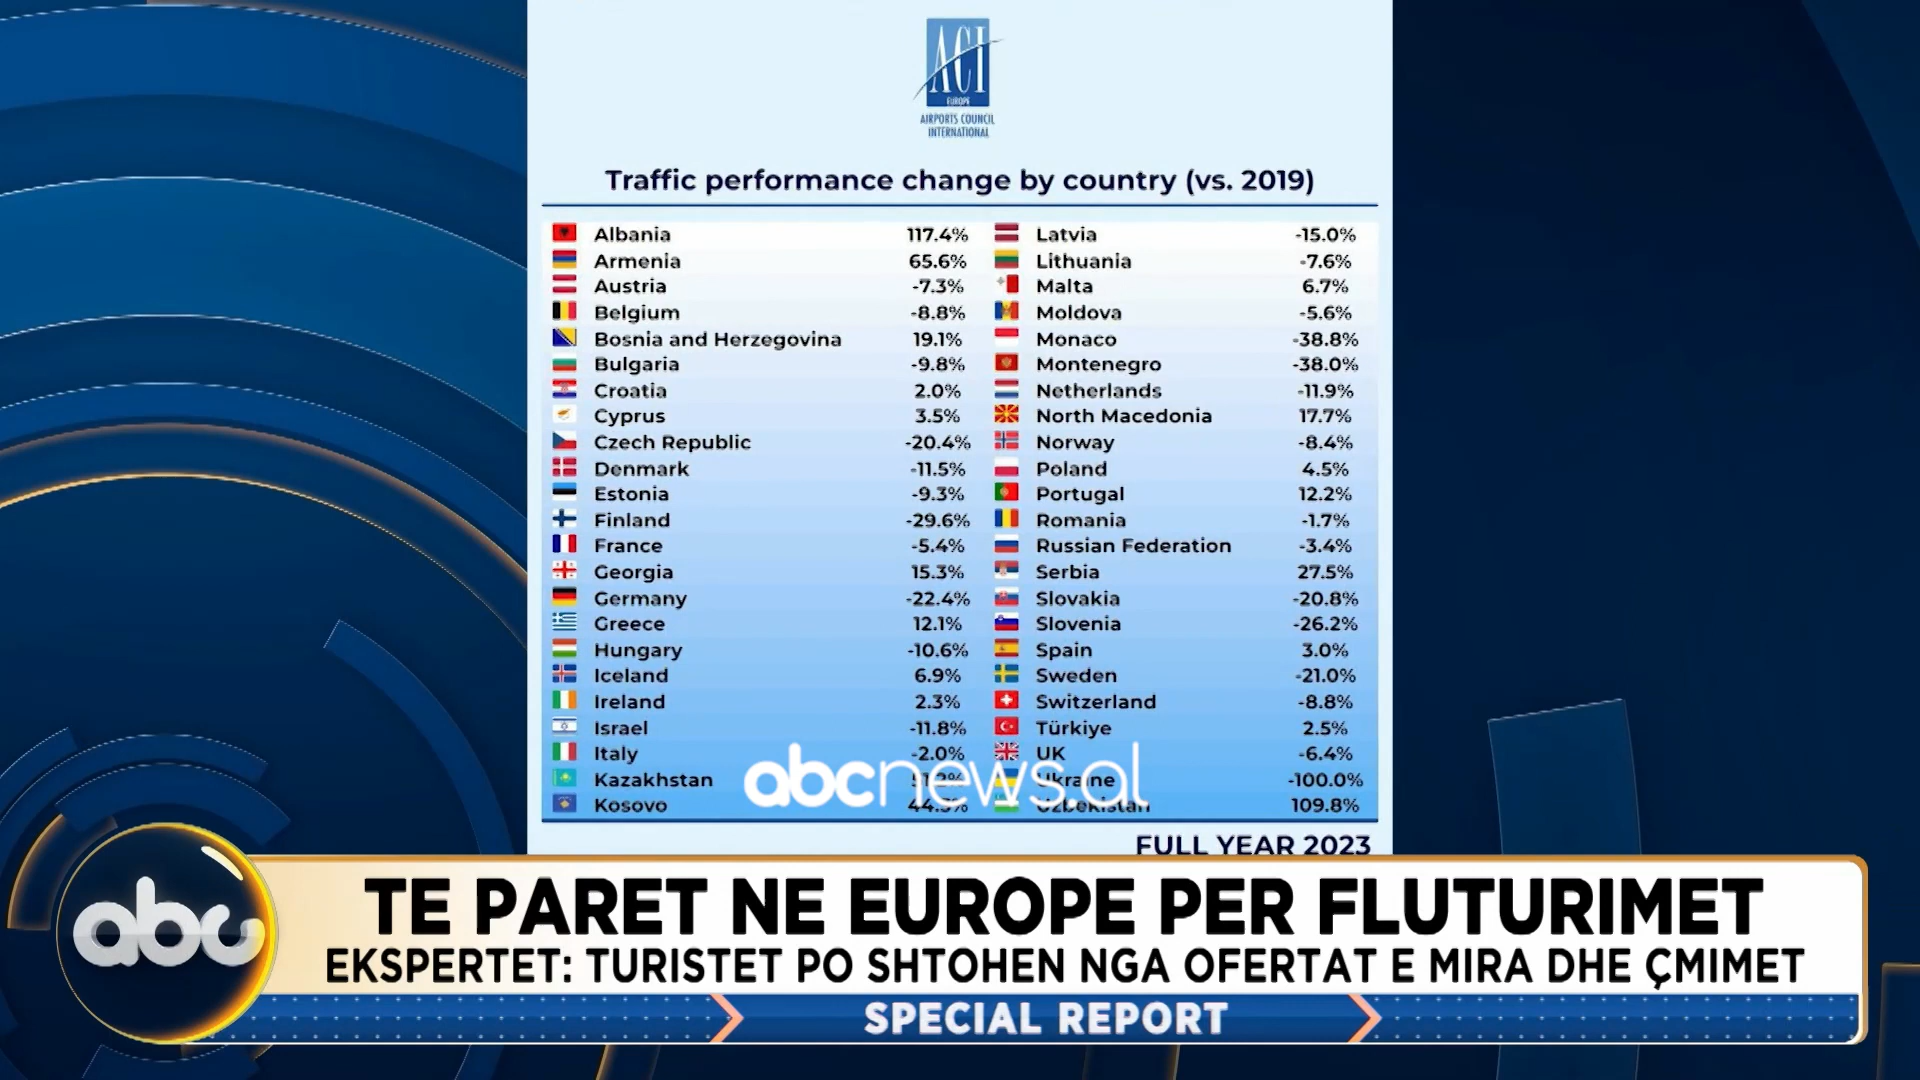 ACI
EUROPE
AIRPORTS COUNCIL
INTERNATIONAL
Traffic performance change by country (vs. 2019)
Albania 117.4%
Armenia 65.6%
Austria -7.3%
Belgium -8.8%
Bosnia and Herzegovina 19.1%
Bulgaria -9.8%
Croatia 2.0%
Cyprus 3.5%
Czech Republic -20.4%
Denmark -11.5%
Estonia -9.3%
Finland -29.6%
France -5.4%
Georgia 15.3%
Germany -22.4%
Greece 12.1%
Hungary -10.6%
Iceland 6.9%
Ireland 2.3%
Israel -11.8%
Italy -2.0%
Kazakhstan
Kosovo
Latvia -15.0%
Lithuania -7.6%
Malta 6.7%
Moldova -5.6%
Monaco -38.8%
Montenegro -38.0%
Netherlands -11.9%
North Macedonia 17.7%
Norway -8.4%
Poland 4.5%
Portugal 12.2%
Romania -1.7%
Russian Federation -3.4%
Serbia 27.5%
Slovakia -20.8%
Slovenia -26.2%
Spain 3.0%
Sweden -21.0%
Switzerland -8.8%
Türkiye 2.5%
UK -6.4%
Ukraine -100.0%
Uzbekistan 109.8%
abcnews.al
FULL YEAR 2023
abc
TE PARET NE EUROPE PER FLUTURIMET
EKSPERTET: TURISTET PO SHTOHEN NGA OFERTAT E MIRA DHE ÇMIMET
SPECIAL REPORT